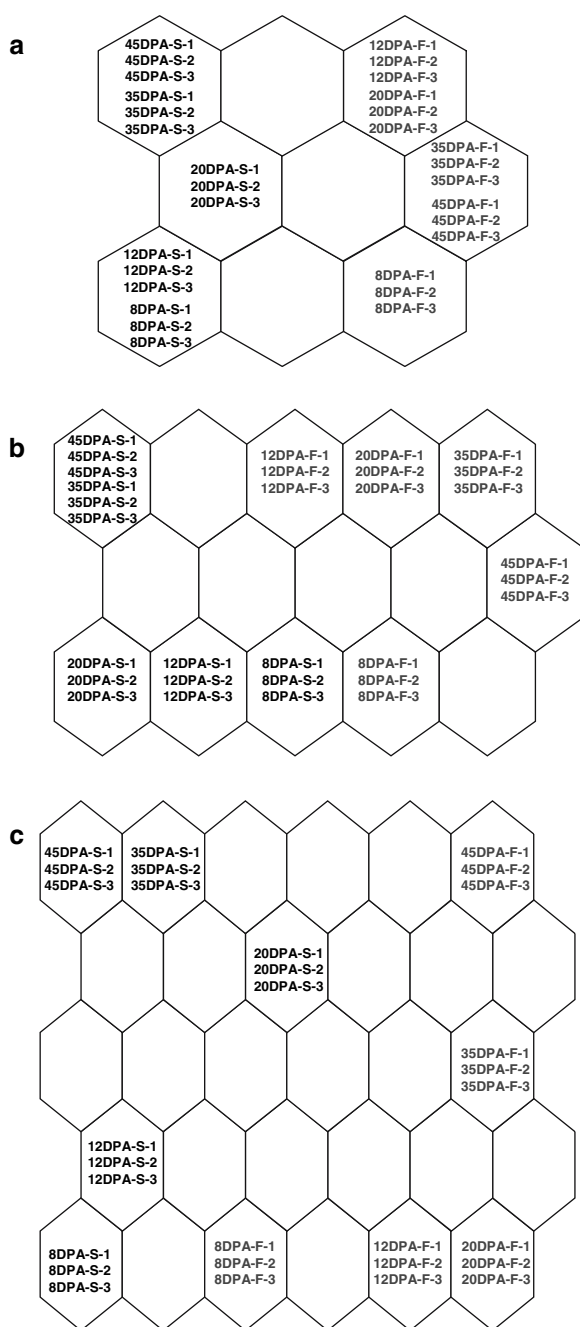 a
45DPA-S-1
45DPA-S-2
45DPA-S-3
35DPA-S-1
35DPA-S-2
35DPA-S-3
12DPA-F-1
12DPA-F-2
12DPA-F-3
20DPA-F-1
20DPA-F-2
20DPA-F-3
20DPA-S-1
20DPA-S-2
20DPA-S-3
35DPA-F-1
35DPA-F-2
35DPA-F-3
45DPA-F-1
45DPA-F-2
45DPA-F-3
12DPA-S-1
12DPA-S-2
12DPA-S-3
8DPA-S-1
8DPA-S-2
8DPA-S-3
8DPA-F-1
8DPA-F-2
8DPA-F-3
b
45DPA-S-1
45DPA-S-2
45DPA-S-3
35DPA-S-1
35DPA-S-2
35DPA-S-3
12DPA-F-1
12DPA-F-2
12DPA-F-3
20DPA-F-1
20DPA-F-2
20DPA-F-3
35DPA-F-1
35DPA-F-2
35DPA-F-3
45DPA-F-1
45DPA-F-2
45DPA-F-3
20DPA-S-1
20DPA-S-2
20DPA-S-3
12DPA-S-1
12DPA-S-2
12DPA-S-3
8DPA-S-1
8DPA-S-2
8DPA-S-3
8DPA-F-1
8DPA-F-2
8DPA-F-3
c
45DPA-S-1
45DPA-S-2
45DPA-S-3
35DPA-S-1
35DPA-S-2
35DPA-S-3
45DPA-F-1
45DPA-F-2
45DPA-F-3
20DPA-S-1
20DPA-S-2
20DPA-S-3
35DPA-F-1
35DPA-F-2
35DPA-F-3
12DPA-S-1
12DPA-S-2
12DPA-S-3
8DPA-S-1
8DPA-S-2
8DPA-S-3
8DPA-F-1
8DPA-F-2
8DPA-F-3
12DPA-F-1
12DPA-F-2
12DPA-F-3
20DPA-F-1
20DPA-F-2
20DPA-F-3